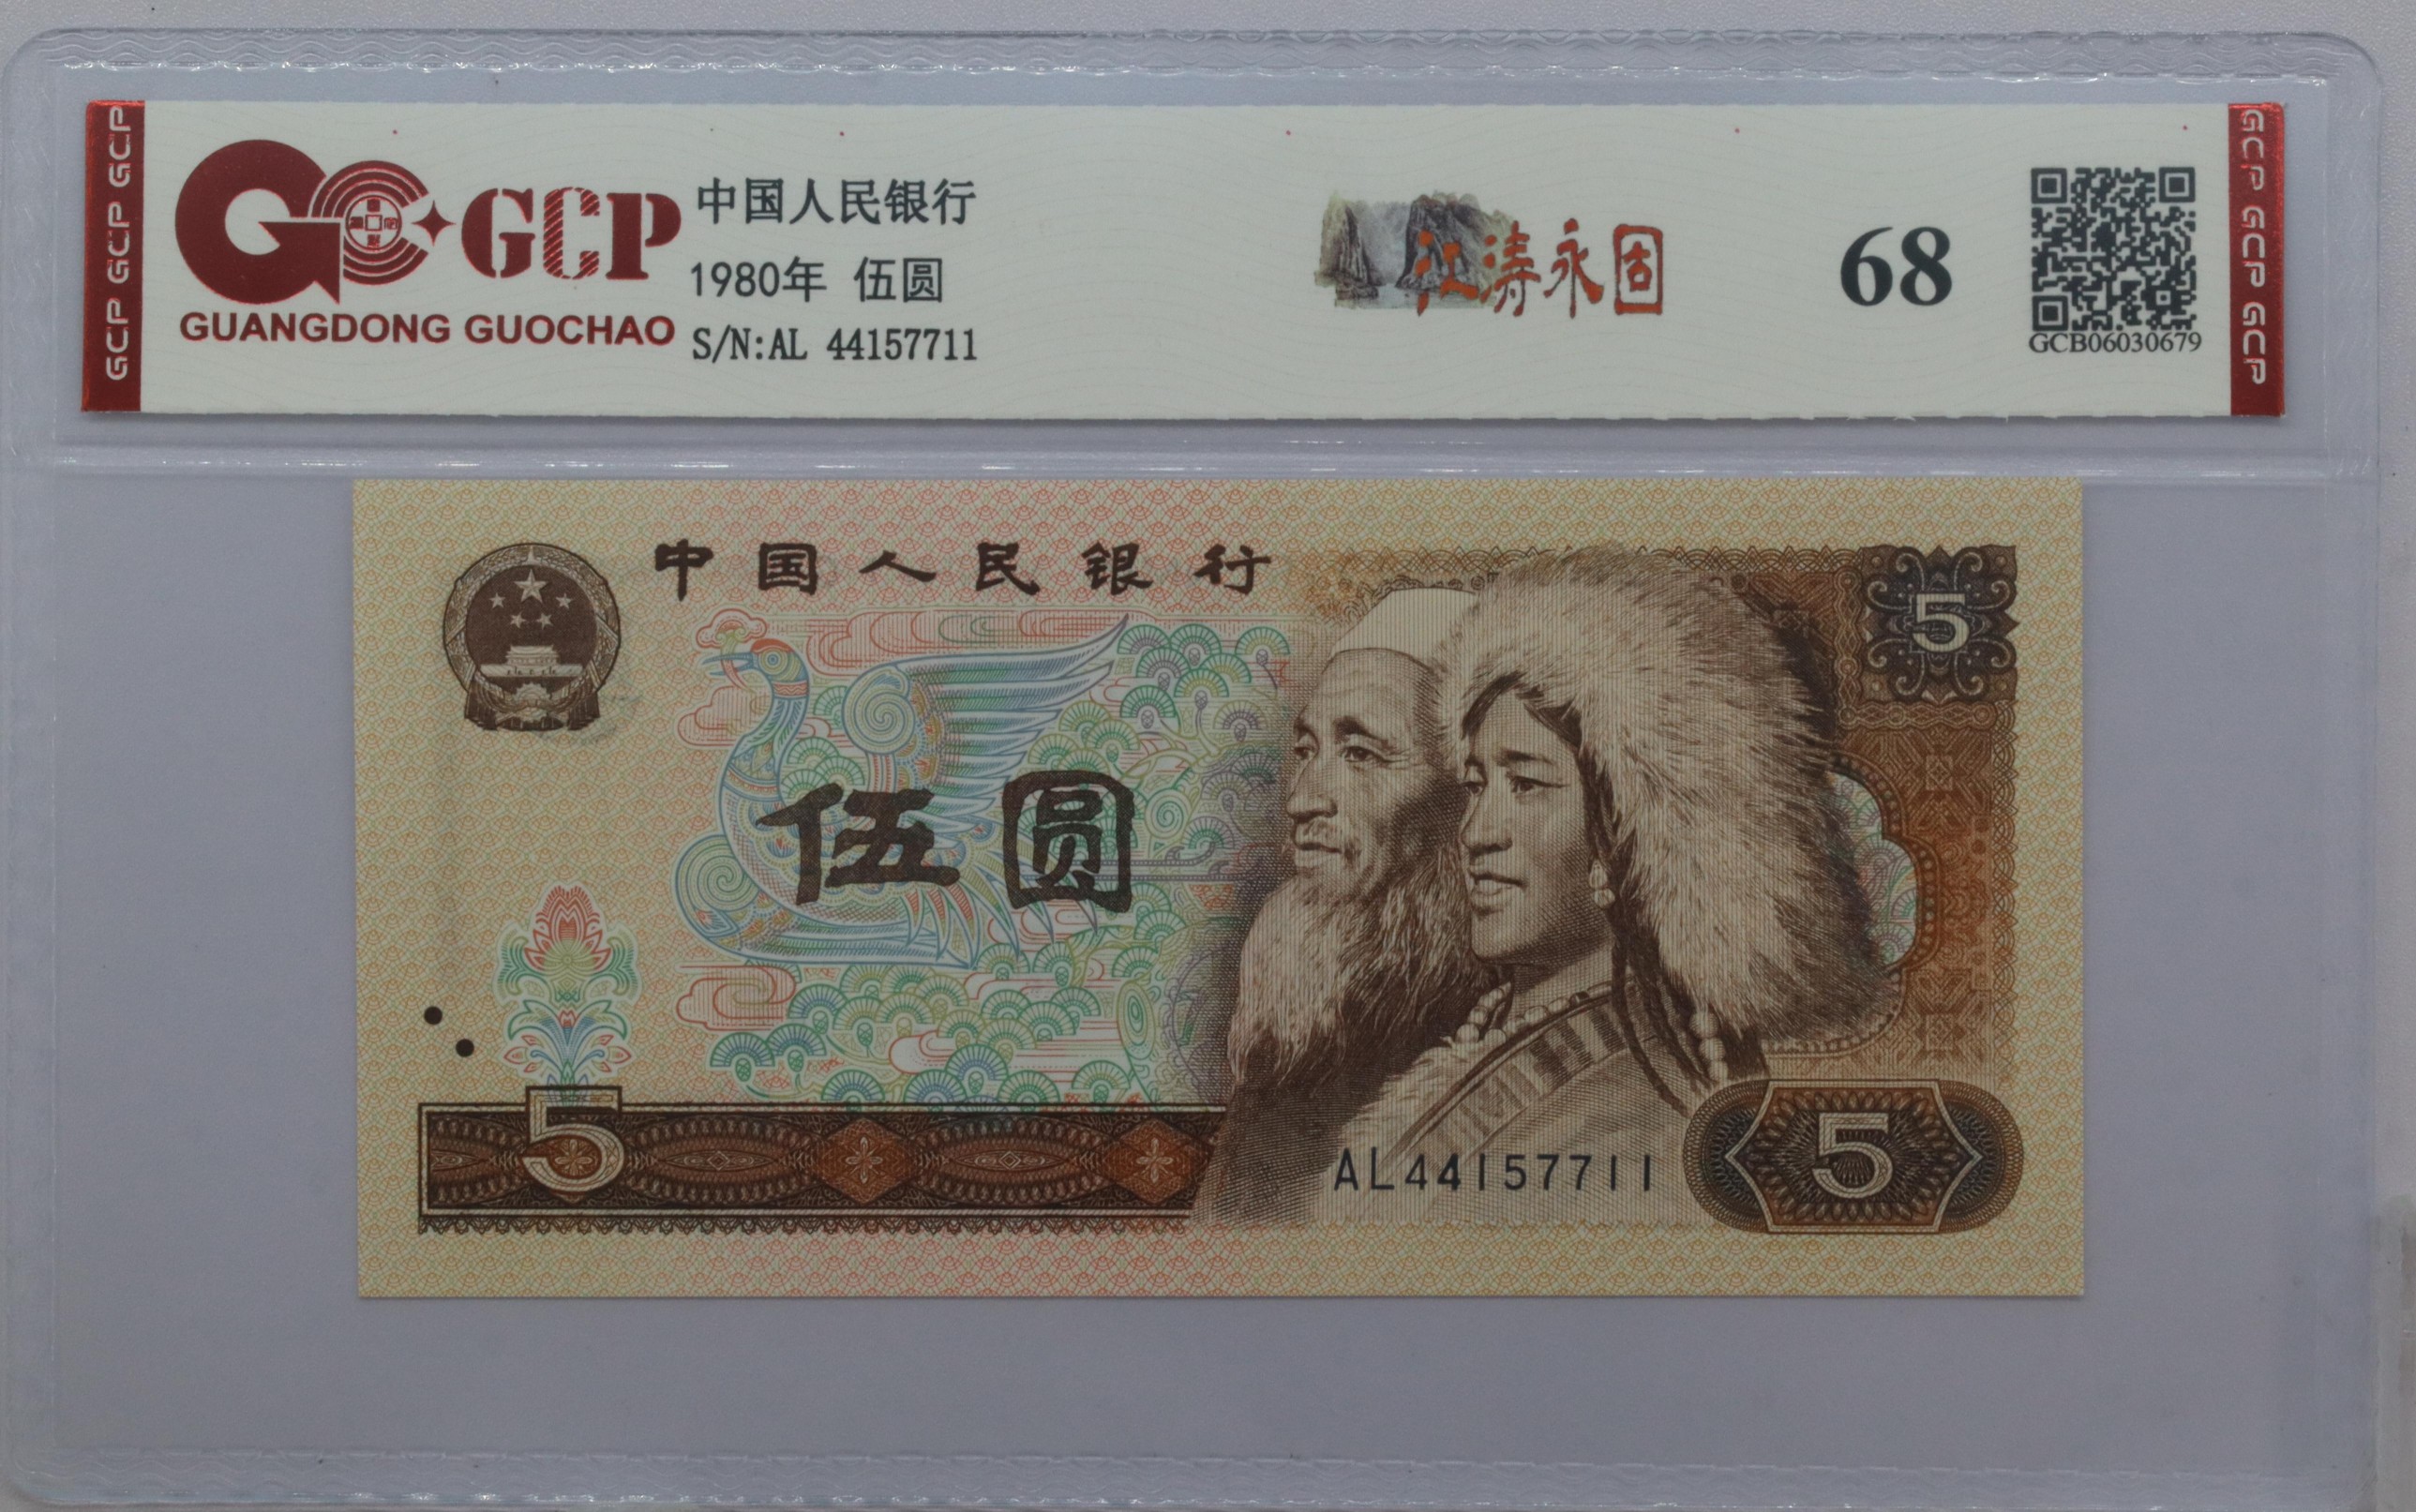 GCP GCP GCP
GCP
GUANGDONG GUOCHAO
中国人民银行
1980年 伍圆
S/N:AL 44157711
江涛永固
68
GCB06030679
GCP GCP GCP
中国人民银行
5
伍圆
5
AL44157711
5